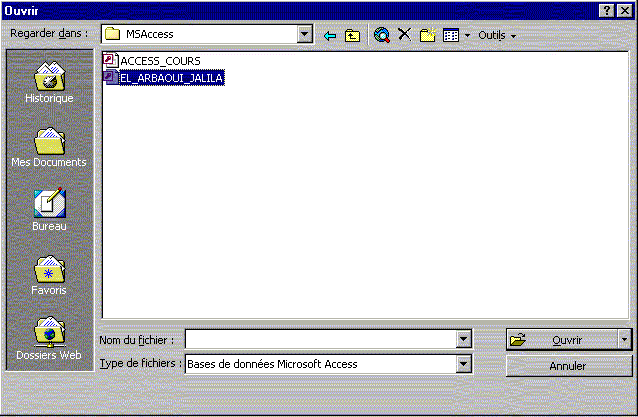 Ouvrir
Regarder dans : MSAccess Outils
ACCESS_COURS
EL_ARBAOUI_JALILA
Historique
Mes Documents
Bureau
Favoris
Dossiers Web
Nom du fichier : Ouvrir
Type de fichiers : Bases de données Microsoft Access Annuler